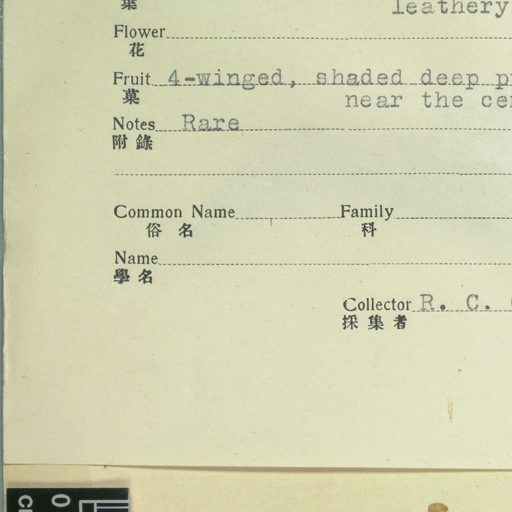 葉
leathery
Flower
花
Fruit 4-winged, shaded deep
菓
near the
Notes Rare
附錄
Common Name Family
俗名 科
Name
學名
Collector R. C.
採集者